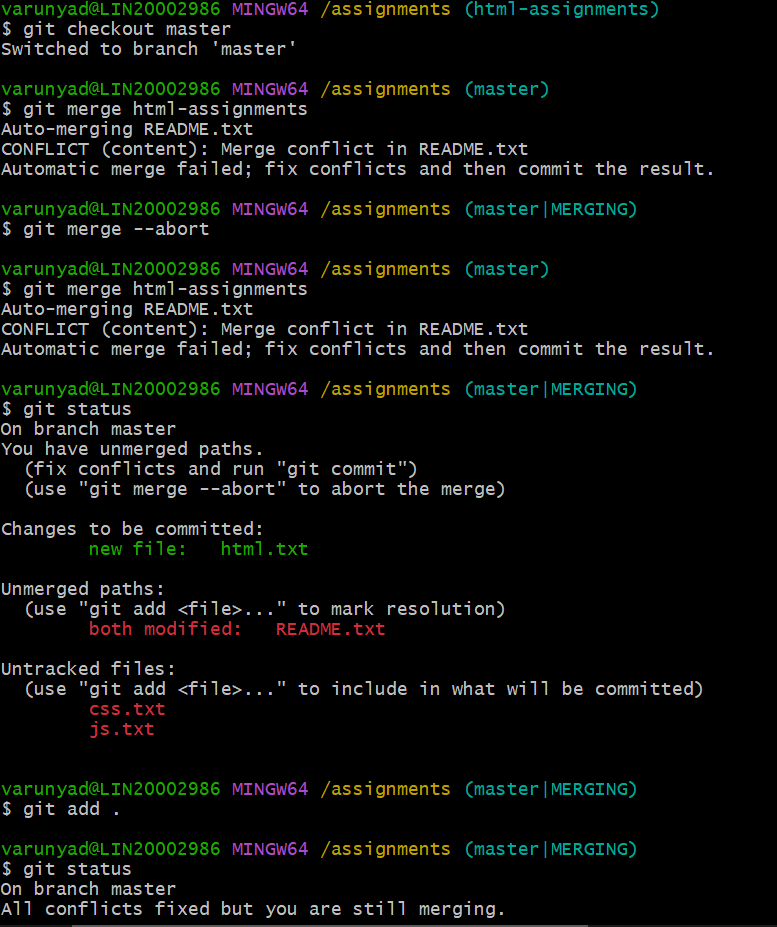 varunyad@LIN20002986 MINGW64 /assignments (html-assignments)
$ git checkout master
Switched to branch 'master'
varunyad@LIN20002986 MINGW64 /assignments (master)
$ git merge html-assignments
Auto-merging README.txt
CONFLICT (content): Merge conflict in README.txt
Automatic merge failed; fix conflicts and then commit the result.
varunyad@LIN20002986 MINGW64 /assignments (master|MERGING)
$ git merge --abort
varunyad@LIN20002986 MINGW64 /assignments (master)
$ git merge html-assignments
Auto-merging README.txt
CONFLICT (content): Merge conflict in README.txt
Automatic merge failed; fix conflicts and then commit the result.
varunyad@LIN20002986 MINGW64 /assignments (master|MERGING)
$ git status
On branch master
You have unmerged paths.
  (fix conflicts and run "git commit")
  (use "git merge --abort" to abort the merge)
Changes to be committed:
        new file:   html.txt
Unmerged paths:
  (use "git add <file>..." to mark resolution)
        both modified:   README.txt
Untracked files:
  (use "git add <file>..." to include in what will be committed)
        css.txt
        js.txt
varunyad@LIN20002986 MINGW64 /assignments (master|MERGING)
$ git add .
varunyad@LIN20002986 MINGW64 /assignments (master|MERGING)
$ git status
On branch master
All conflicts fixed but you are still merging.